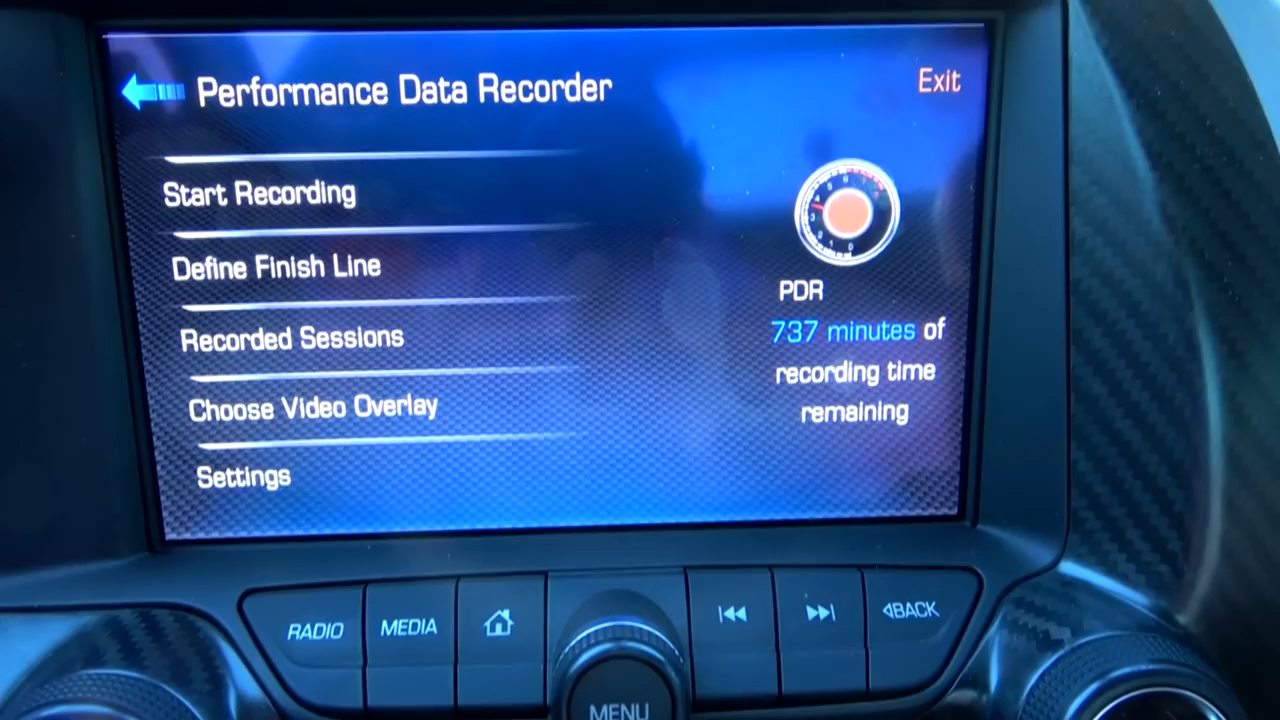 Performance Data Recorder
Exit
Start Recording
Define Finish Line
Recorded Sessions
Choose Video Overlay
Settings
PDR
737 minutes of
recording time
remaining
RADIO
MEDIA
BACK
MENU